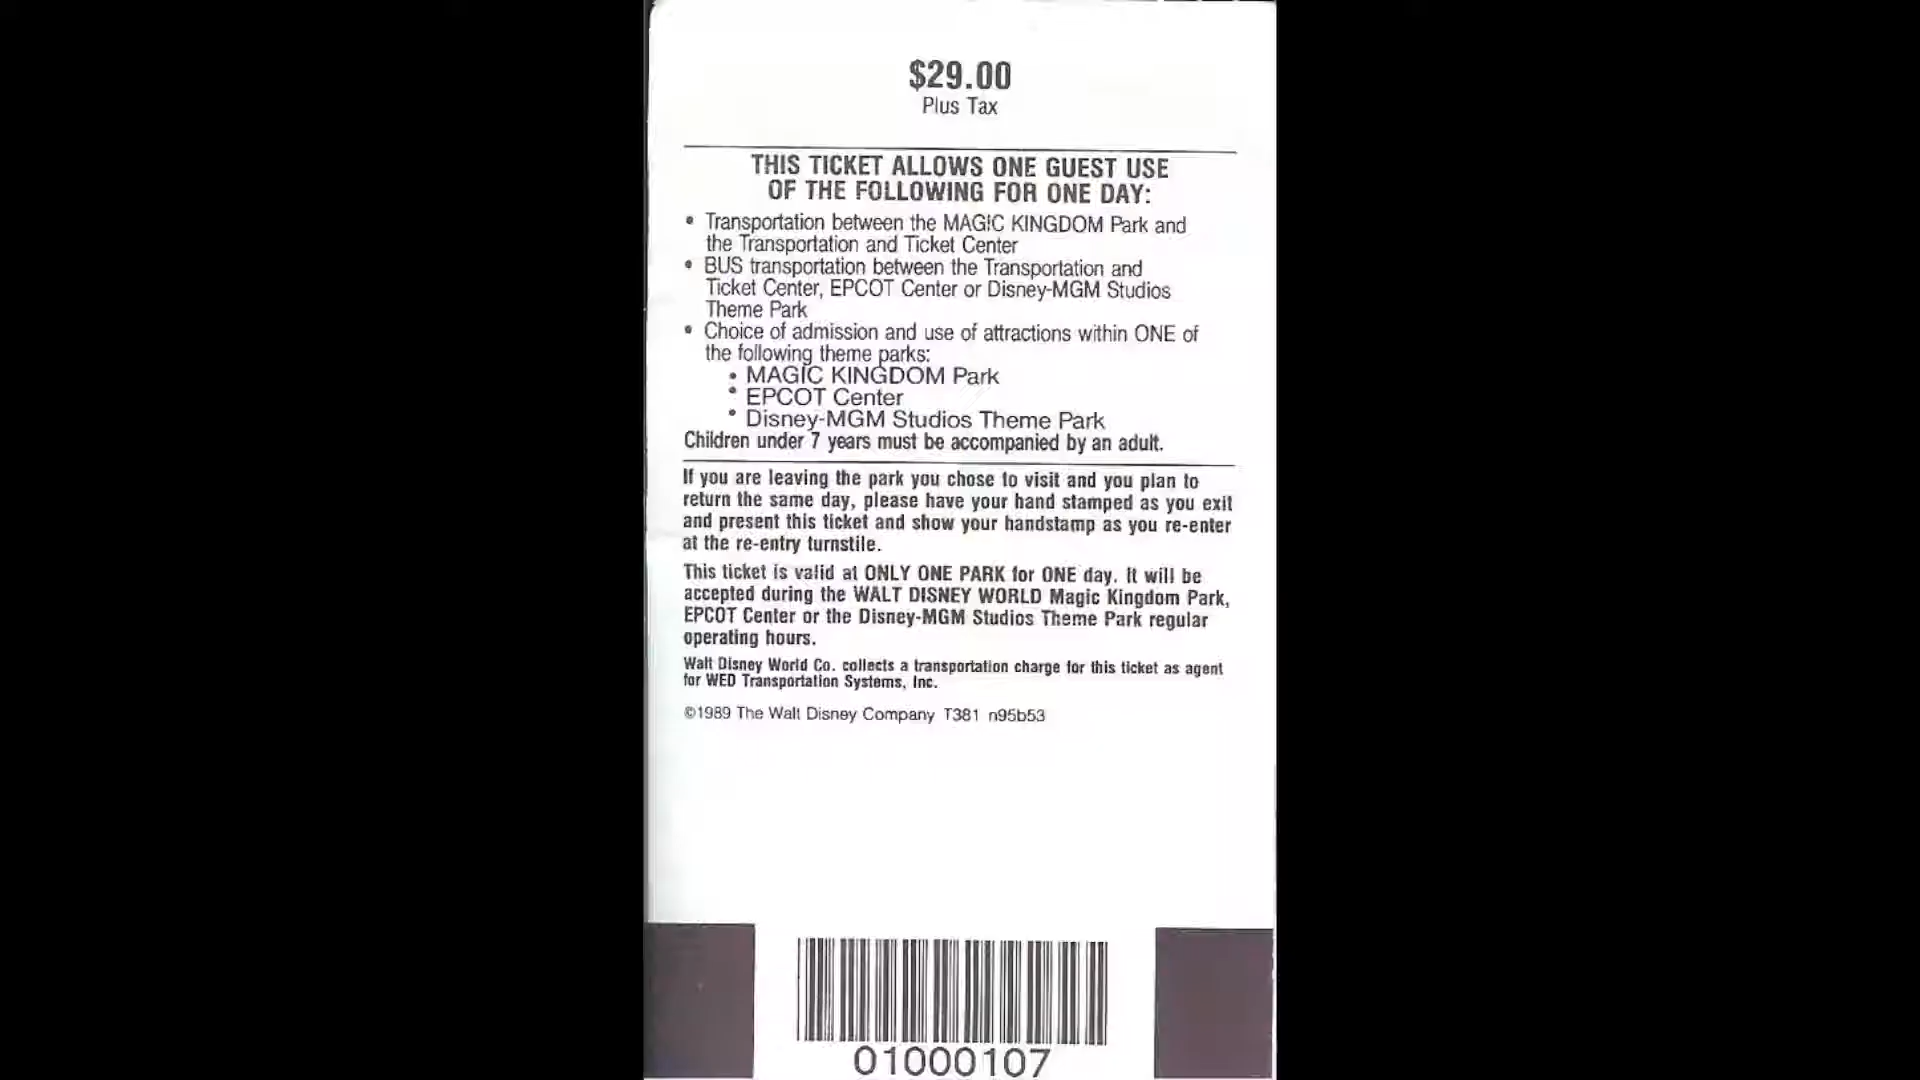 $29.00
Plus Tax
THIS TICKET ALLOWS ONE GUEST USE
OF THE FOLLOWING FOR ONE DAY:
• Transportation between the MAGIC KINGDOM Park and
the Transportation and Ticket Center
• BUS transportation between the Transportation and
Ticket Center, EPCOT Center or Disney-MGM Studios
Theme Park
• Choice of admission and use of attractions within ONE of
the following theme parks:
• MAGIC KINGDOM Park
• EPCOT Center
• Disney-MGM Studios Theme Park
Children under 7 years must be accompanied by an adult.
If you are leaving the park you chose to visit and you plan to
return the same day, please have your hand stamped as you exit
and present this ticket and show your handstamp as you re-enter
at the re-entry turnstile.
This ticket is valid at ONLY ONE PARK for ONE day. It will be
accepted during the WALT DISNEY WORLD Magic Kingdom Park,
EPCOT Center or the Disney-MGM Studios Theme Park regular
operating hours.
Walt Disney World Co. collects a transportation charge for this ticket as agent
for WED Transportation Systems, Inc.
©1989 The Walt Disney Company T381 n95b53
01000107